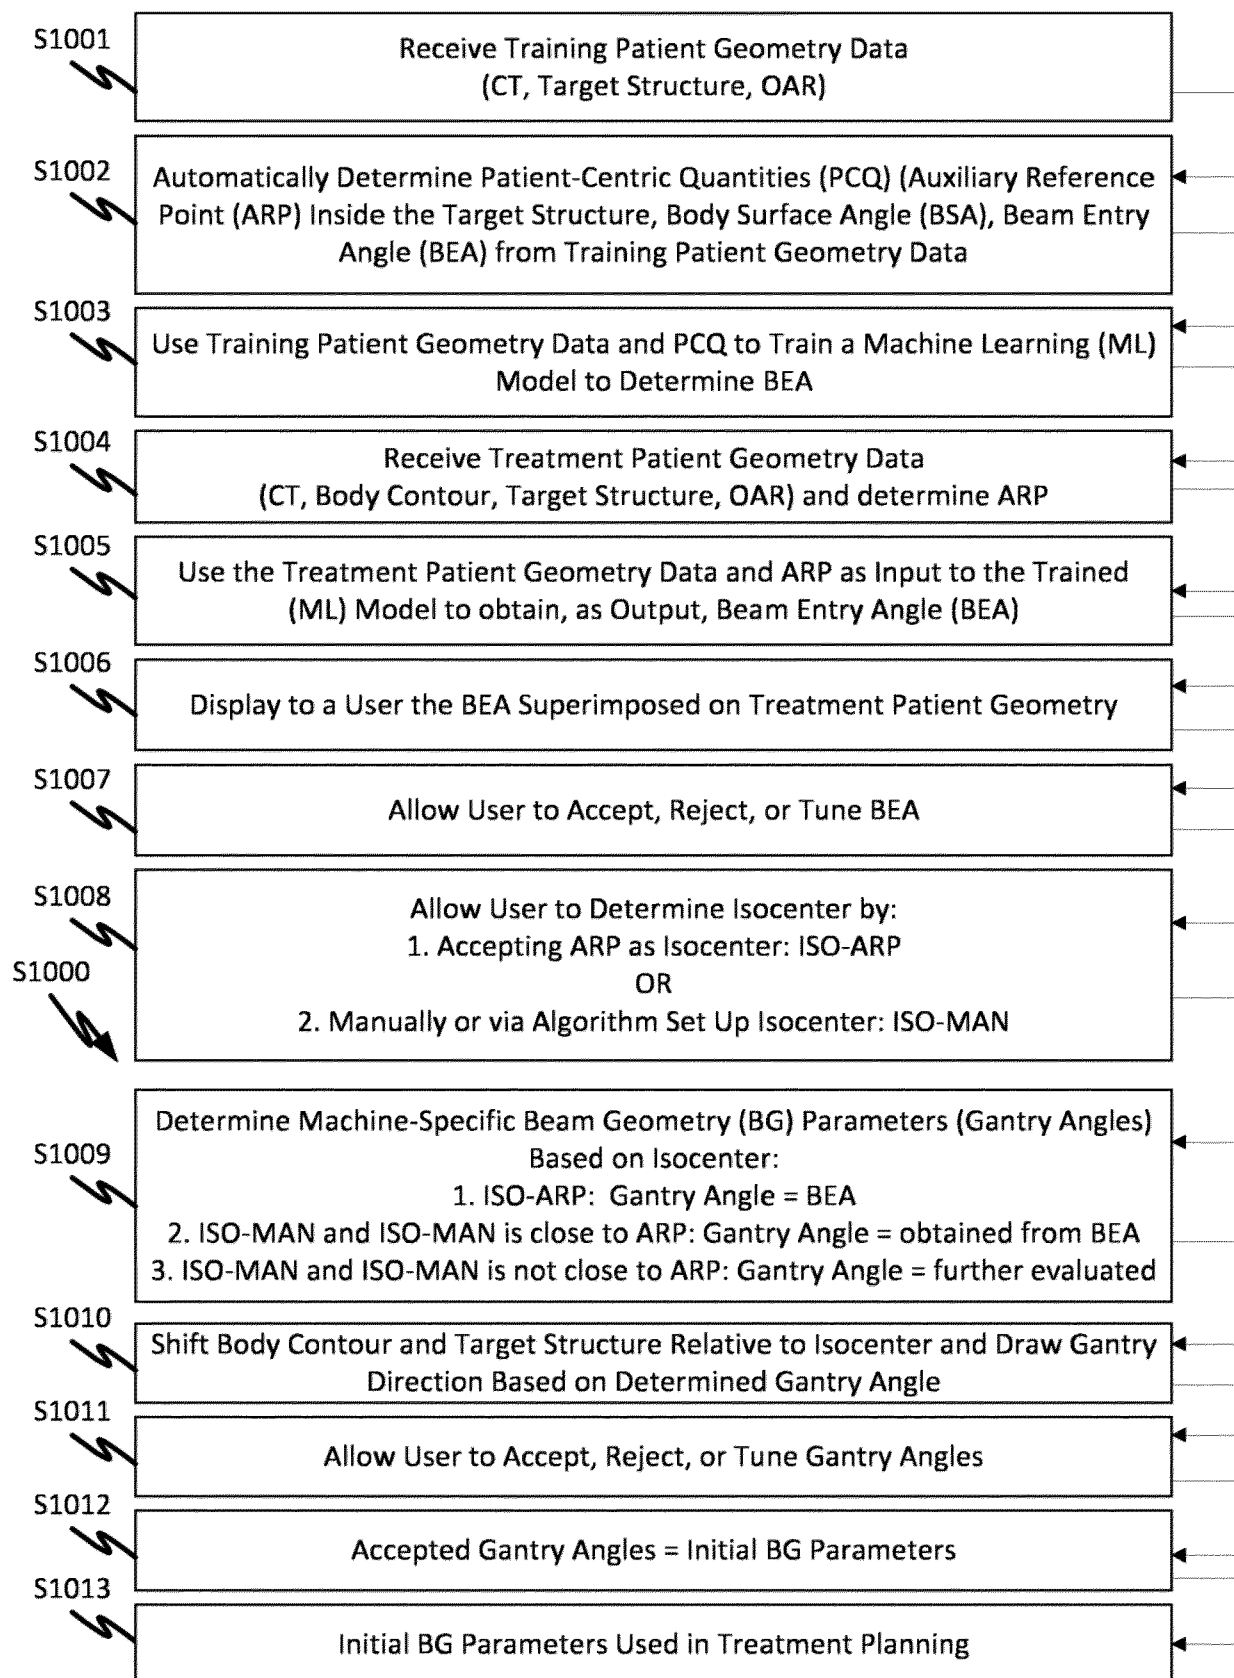 S1001
Receive Training Patient Geometry Data
(CT, Target Structure, OAR)
S1002
Automatically Determine Patient-Centric Quantities (PCQ) (Auxiliary Reference
Point (ARP) Inside the Target Structure, Body Surface Angle (BSA), Beam Entry
Angle (BEA) from Training Patient Geometry Data
S1003
Use Training Patient Geometry Data and PCQ to Train a Machine Learning (ML)
Model to Determine BEA
S1004
Receive Treatment Patient Geometry Data
(CT, Body Contour, Target Structure, OAR) and determine ARP
S1005
Use the Treatment Patient Geometry Data and ARP as Input to the Trained
(ML) Model to obtain, as Output, Beam Entry Angle (BEA)
S1006
Display to a User the BEA Superimposed on Treatment Patient Geometry
S1007
Allow User to Accept, Reject, or Tune BEA
S1008
Allow User to Determine Isocenter by:
1. Accepting ARP as Isocenter: ISO-ARP
OR
2. Manually or via Algorithm Set Up Isocenter: ISO-MAN
S1000
S1009
Determine Machine-Specific Beam Geometry (BG) Parameters (Gantry Angles)
Based on Isocenter:
1. ISO-ARP: Gantry Angle = BEA
2. ISO-MAN and ISO-MAN is close to ARP: Gantry Angle = obtained from BEA
3. ISO-MAN and ISO-MAN is not close to ARP: Gantry Angle = further evaluated
S1010
Shift Body Contour and Target Structure Relative to Isocenter and Draw Gantry
Direction Based on Determined Gantry Angle
S1011
Allow User to Accept, Reject, or Tune Gantry Angles
S1012
Accepted Gantry Angles = Initial BG Parameters
S1013
Initial BG Parameters Used in Treatment Planning